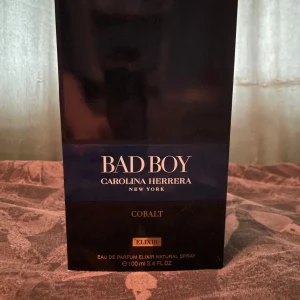 BAD BOY
CAROLINA HERRERA
NEW YORK
COBALT
ELIXIR
EAU DE PARFUM ELIXIR NATURAL SPRAY
℮100 ml 3.4 FL.OZ